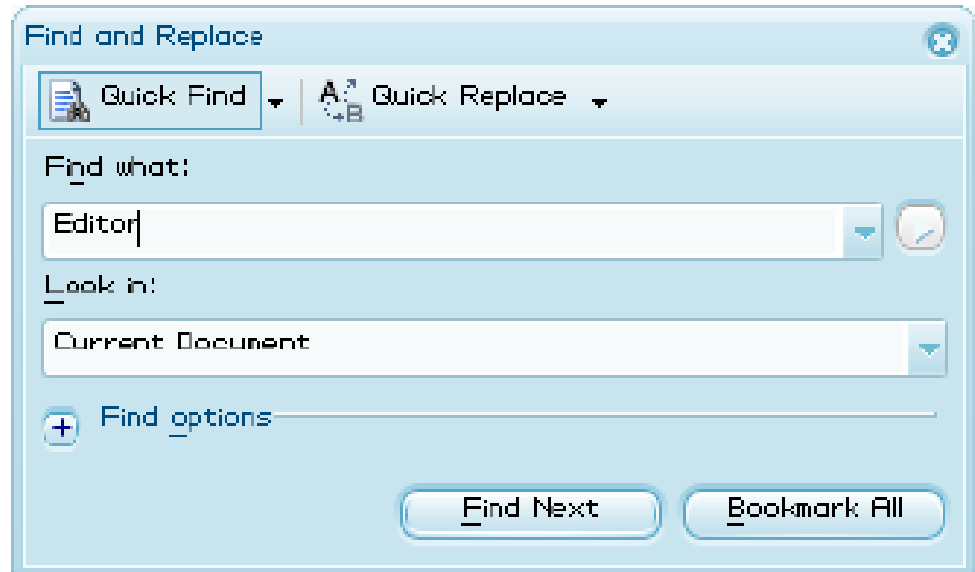 Find and Replace
Quick Find Quick Replace
Find what:
Editor
Look in:
Current Document
Find options
Find Next Bookmark All